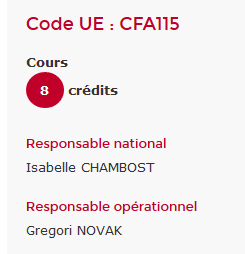 Code UE : CFA115
Cours
8 crédits
Responsable national
Isabelle CHAMBOST
Responsable opérationnel
Gregori NOVAK